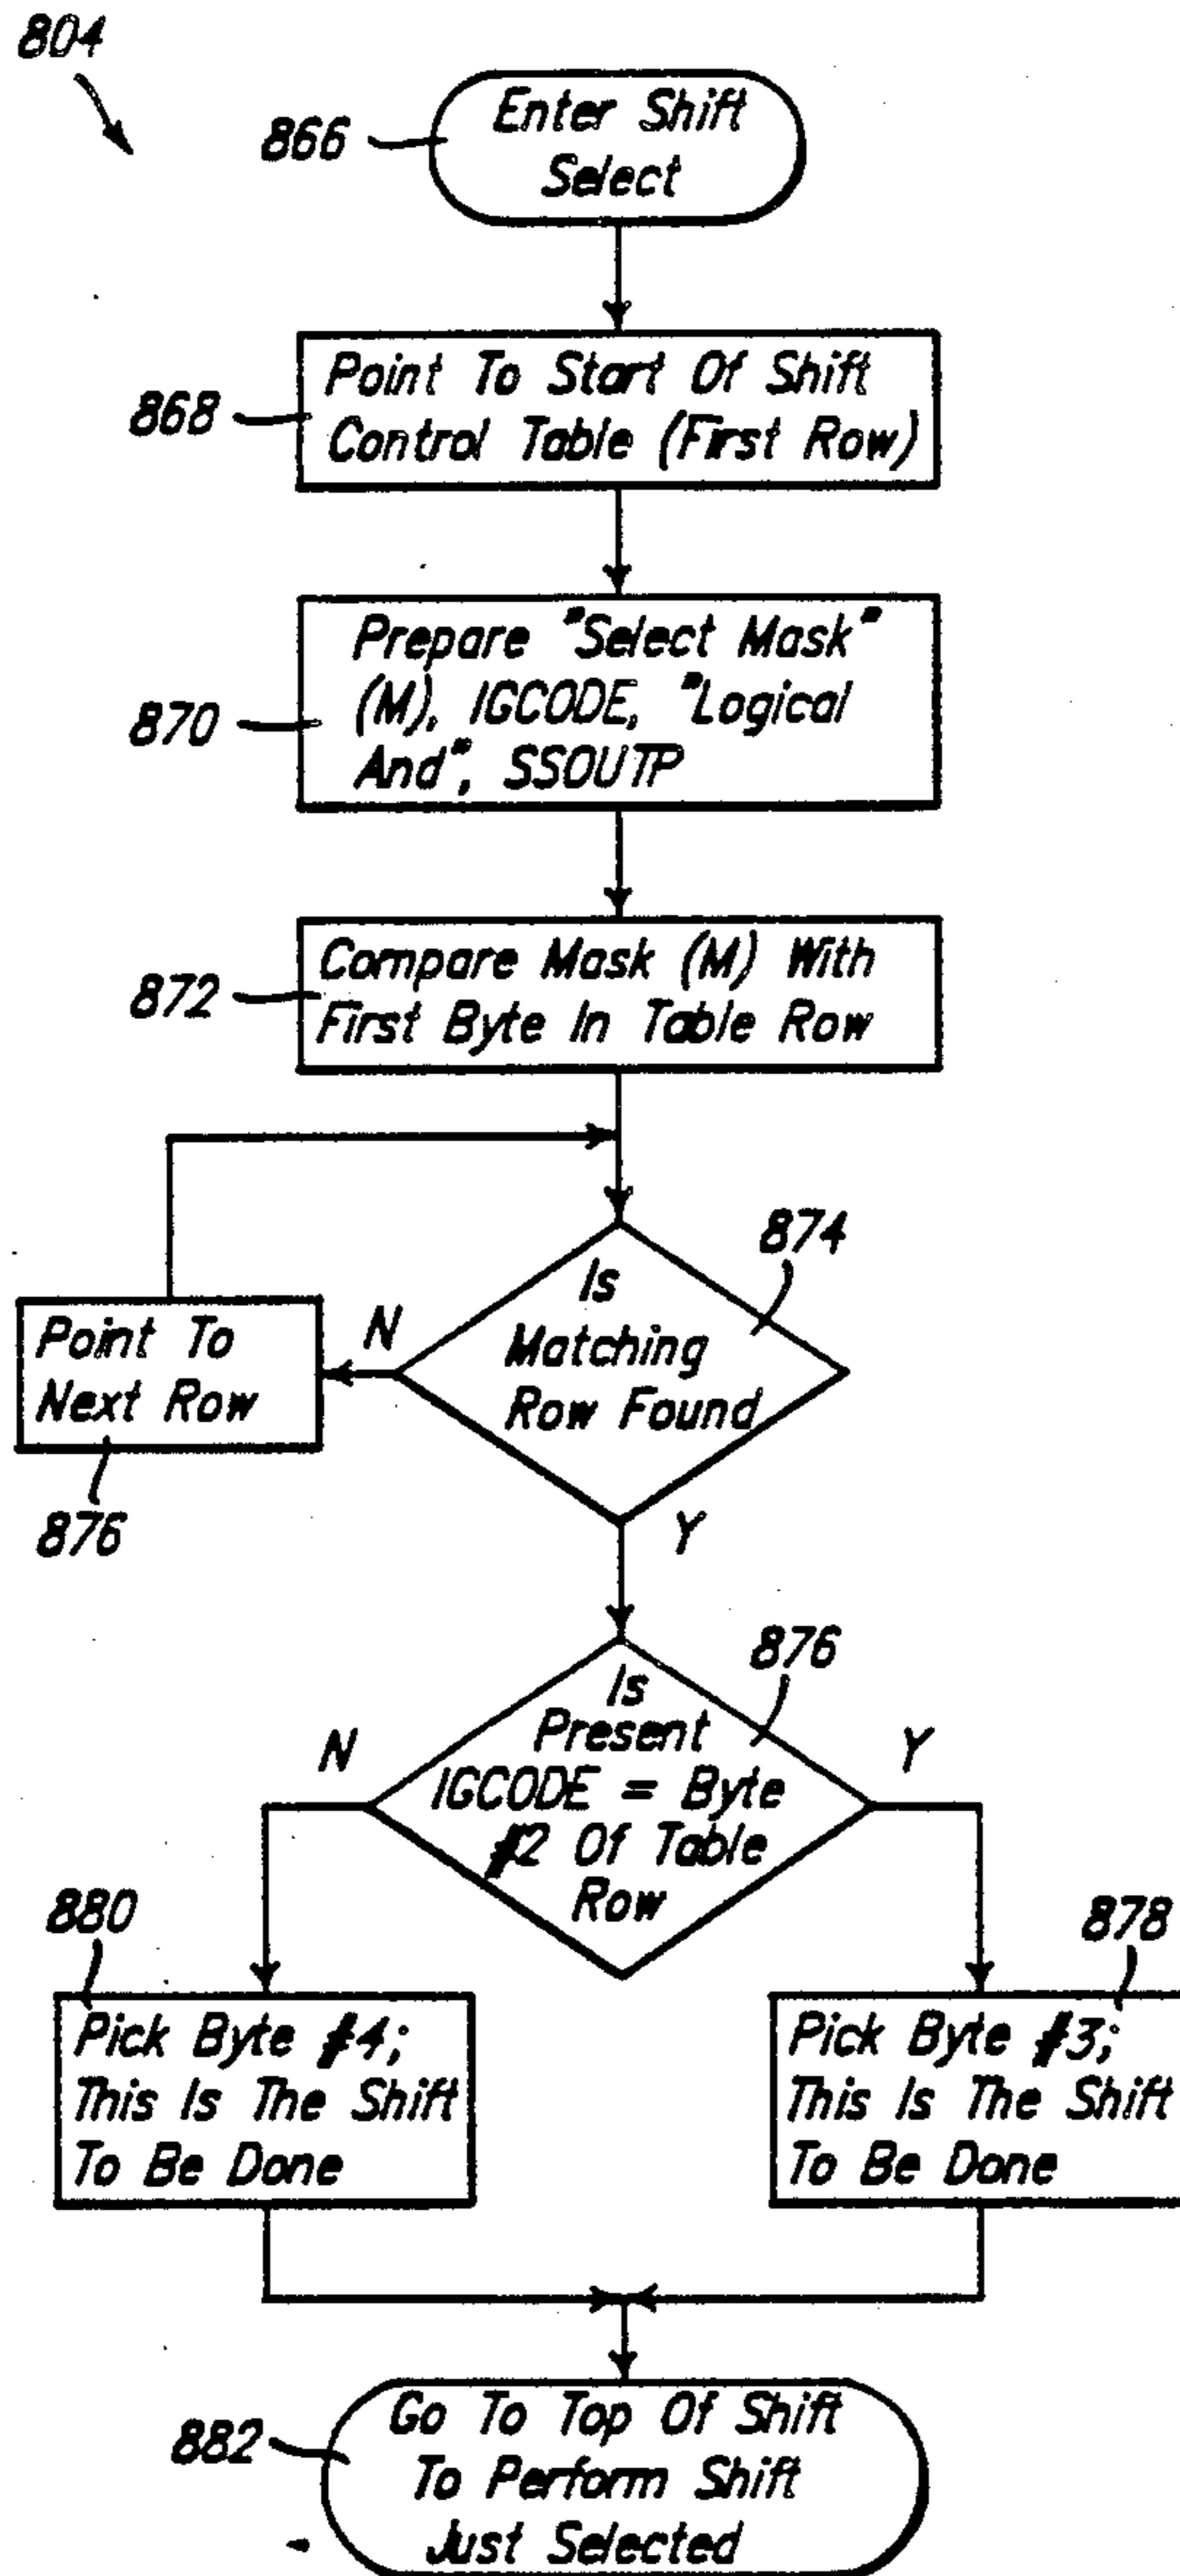 804
866
Enter Shift
Select
868
Point To Start Of Shift
Control Table (First Row)
870
Prepare "Select Mask"
(M), IGCODE, "Logical
And", SSOUTP
872
Compare Mask (M) With
First Byte In Table Row
874
Is
Matching
Row Found
N
Point To
Next Row
876
Y
876
Is
Present
IGCODE = Byte
#2 Of Table
Row
N
Y
880
Pick Byte #4;
This Is The Shift
To Be Done
878
Pick Byte #3;
This Is The Shift
To Be Done
882
Go To Top Of Shift
To Perform Shift
Just Selected